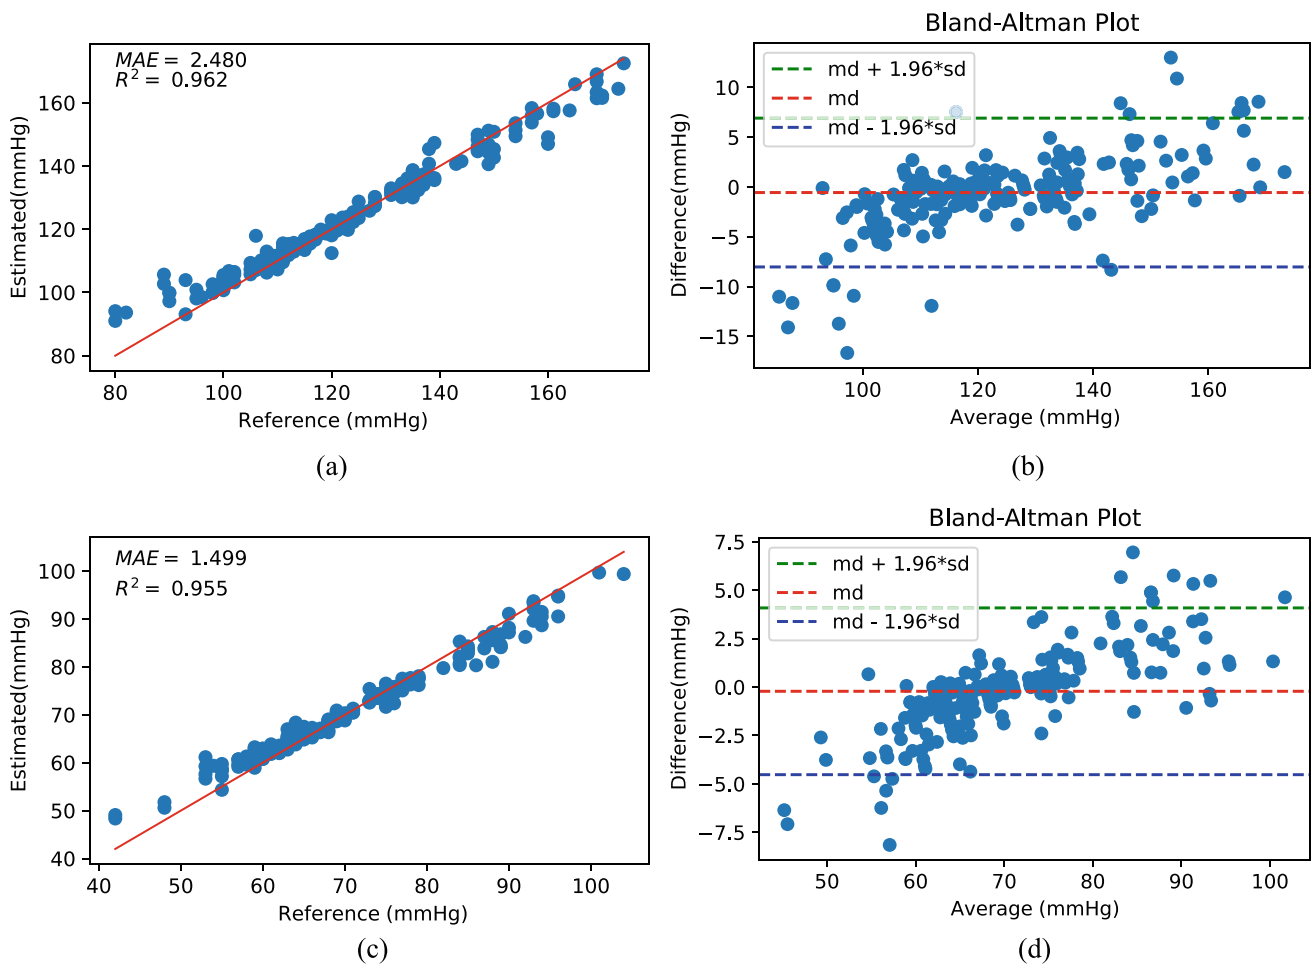 MAE = 2.480
R² = 0.962
160
140
120
100
80
80 100 120 140 160
Estimated(mmHg)
Reference (mmHg)
(a)
Bland-Altman Plot
md + 1.96*sd
md
md - 1.96*sd
10
5
0
−5
−10
−15
100 120 140 160
Difference(mmHg)
Average (mmHg)
(b)
MAE = 1.499
R² = 0.955
100
90
80
70
60
50
40
40 50 60 70 80 90 100
Estimated(mmHg)
Reference (mmHg)
(c)
Bland-Altman Plot
md + 1.96*sd
md
md - 1.96*sd
7.5
5.0
2.5
0.0
−2.5
−5.0
−7.5
50 60 70 80 90 100
Difference(mmHg)
Average (mmHg)
(d)